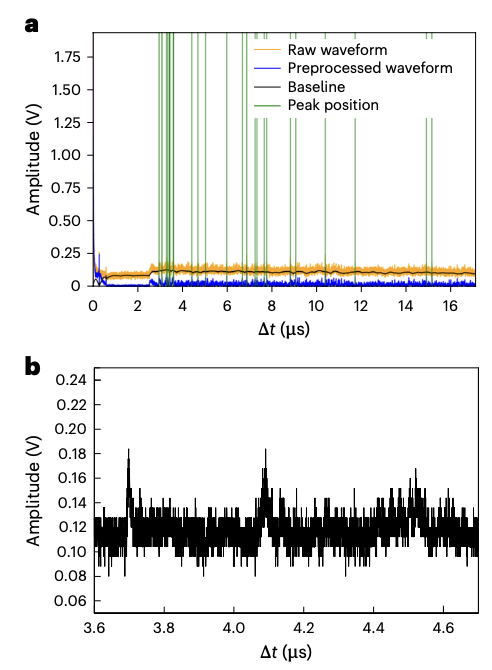 a
Raw waveform
Preprocessed waveform
Baseline
Peak position
Amplitude (V)
1.75
1.50
1.25
1.00
0.75
0.50
0.25
0
0 2 4 6 8 10 12 14 16
Δt (μs)
b
Amplitude (V)
0.24
0.22
0.20
0.18
0.16
0.14
0.12
0.10
0.08
0.06
3.6 3.8 4.0 4.2 4.4 4.6
Δt (μs)